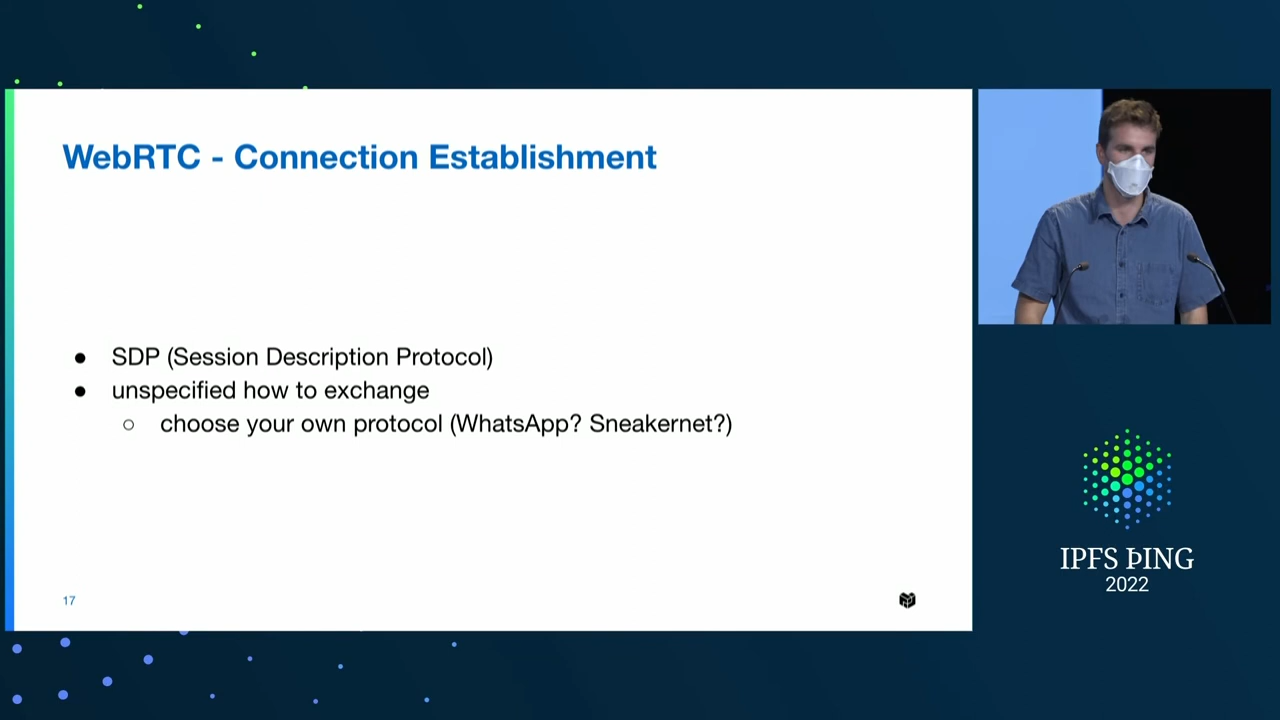 WebRTC - Connection Establishment
● SDP (Session Description Protocol)
● unspecified how to exchange
○ choose your own protocol (WhatsApp? Sneakernet?)
17
IPFS ÞING
2022